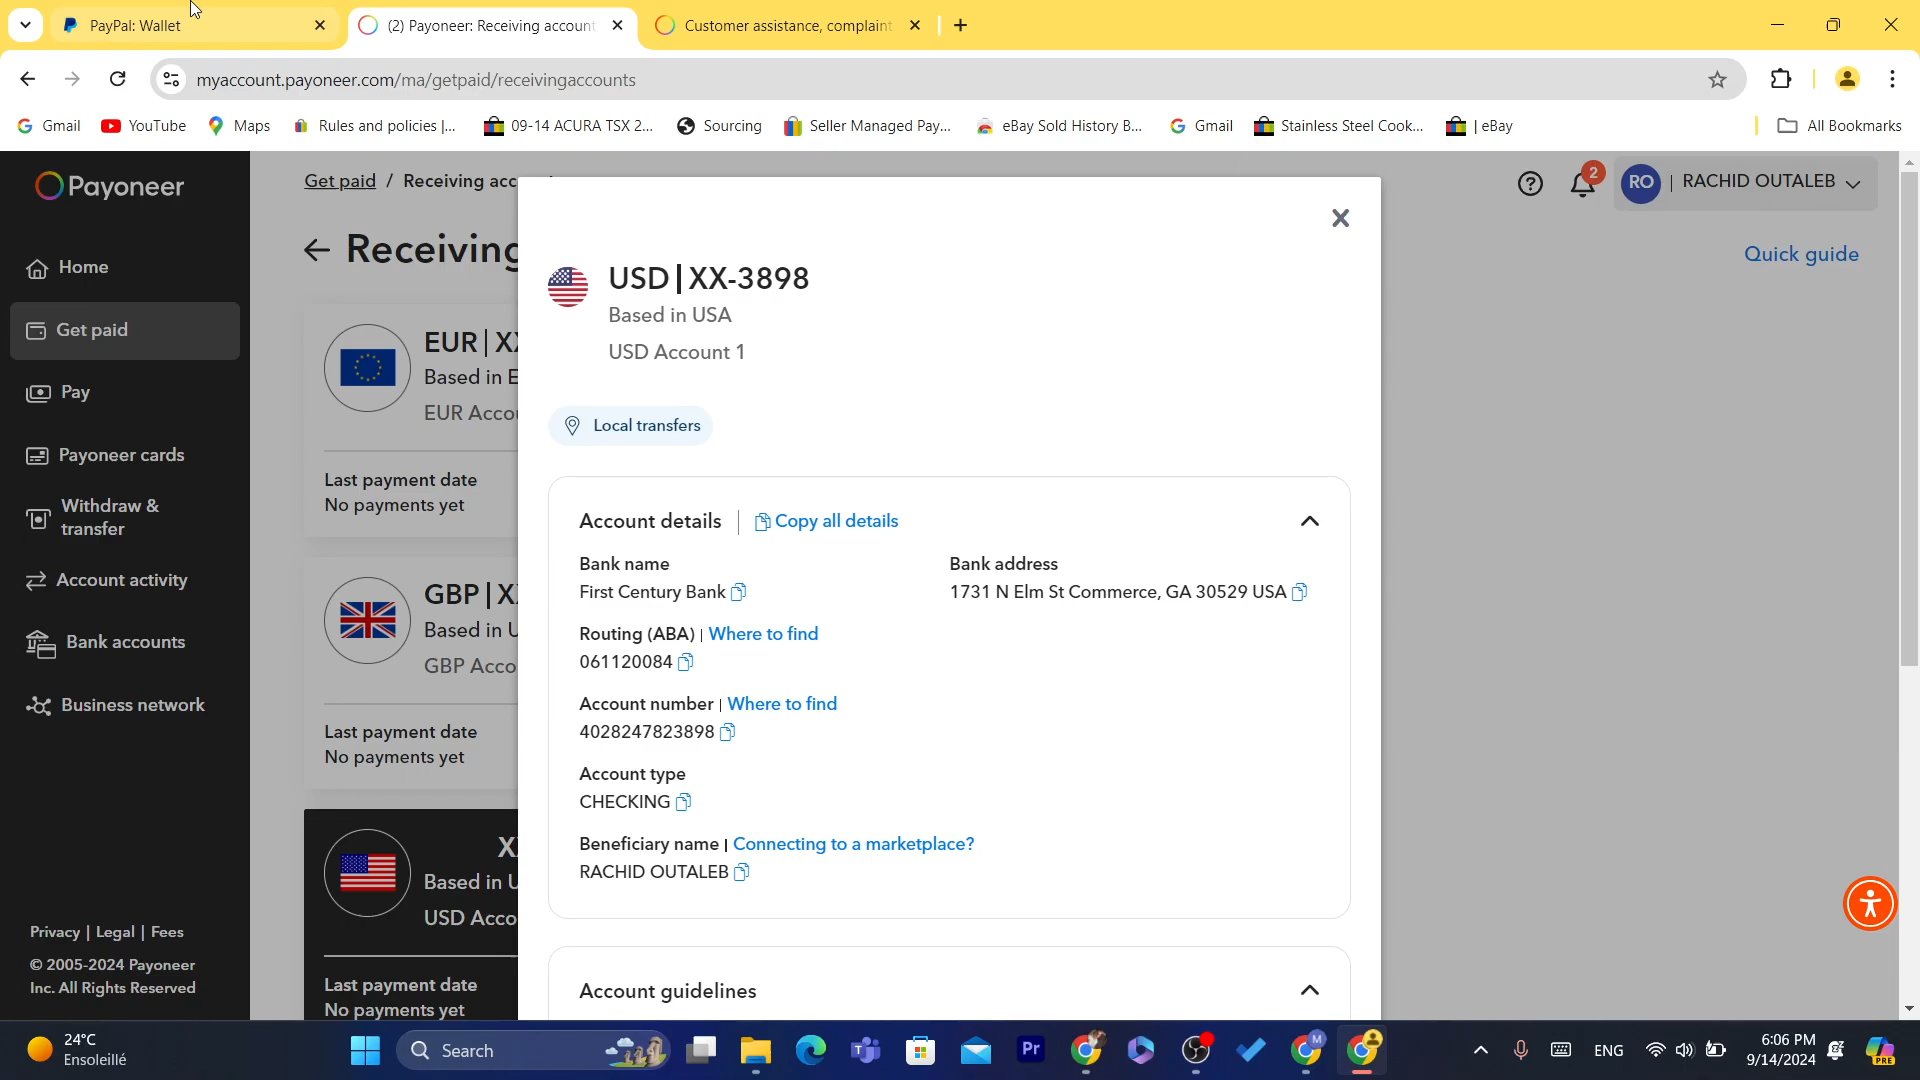 PayPal: Wallet
(2) Payoneer: Receiving account
Customer assistance, complaint
myaccount.payoneer.com/ma/getpaid/receivingaccounts
Gmail
YouTube
Maps
Rules and policies |...
09-14 ACURA TSX 2...
Sourcing
Seller Managed Pay...
eBay Sold History B...
Gmail
Stainless Steel Cook...
| eBay
All Bookmarks
Payoneer
Home
Get paid
Pay
Payoneer cards
Withdraw &
transfer
Account activity
Bank accounts
Business network
Privacy | Legal | Fees
© 2005-2024 Payoneer
Inc. All Rights Reserved
Get paid / Receiving acc
2
RO | RACHID OUTALEB
Receiving
Quick guide
EUR | XX
Based in E
EUR Accou
Last payment date
No payments yet
GBP | XX
Based in U
GBP Acco
Last payment date
No payments yet
XX
Based in U
USD Acco
Last payment date
No payments yet
USD | XX-3898
Based in USA
USD Account 1
Local transfers
Account details | Copy all details
Bank name
First Century Bank
Bank address
1731 N Elm St Commerce, GA 30529 USA
Routing (ABA) | Where to find
061120084
Account number | Where to find
4028247823898
Account type
CHECKING
Beneficiary name | Connecting to a marketplace?
RACHID OUTALEB
Account guidelines
24°C
Ensoleillé
Search
ENG
6:06 PM
9/14/2024